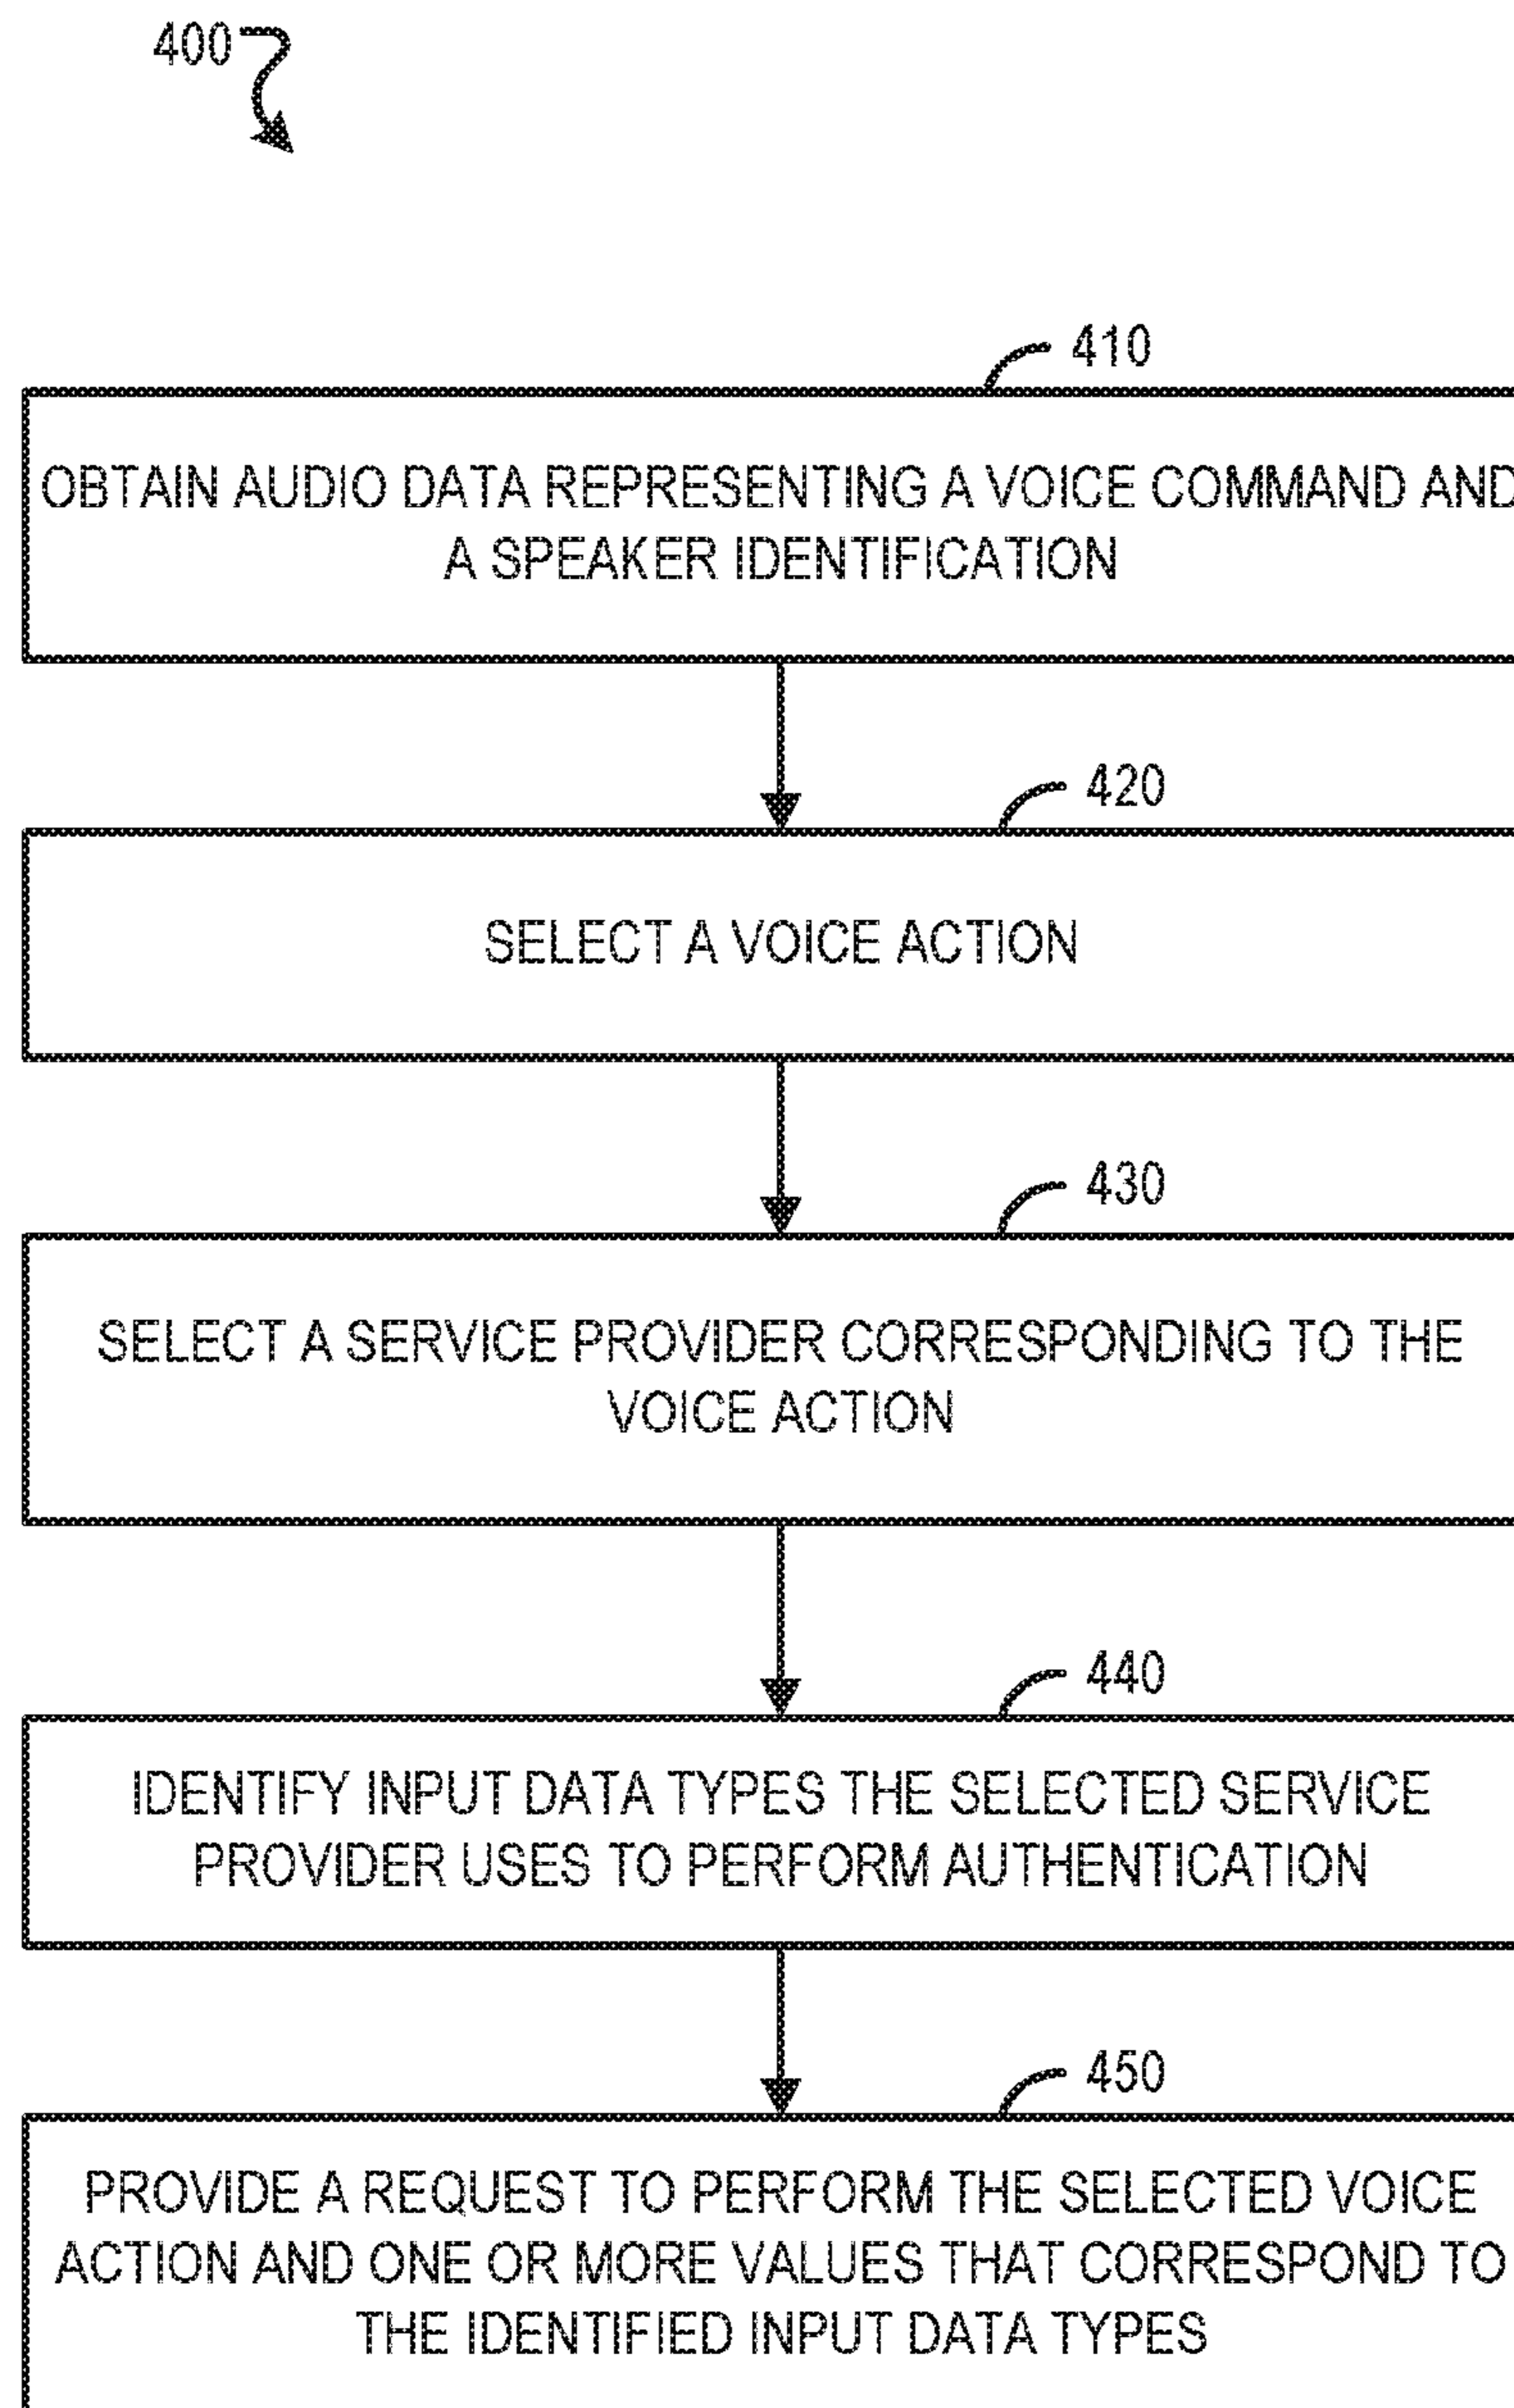 400
410
OBTAIN AUDIO DATA REPRESENTING A VOICE COMMAND AND
A SPEAKER IDENTIFICATION
420
SELECT A VOICE ACTION
430
SELECT A SERVICE PROVIDER CORRESPONDING TO THE
VOICE ACTION
440
IDENTIFY INPUT DATA TYPES THE SELECTED SERVICE
PROVIDER USES TO PERFORM AUTHENTICATION
450
PROVIDE A REQUEST TO PERFORM THE SELECTED VOICE
ACTION AND ONE OR MORE VALUES THAT CORRESPOND TO
THE IDENTIFIED INPUT DATA TYPES